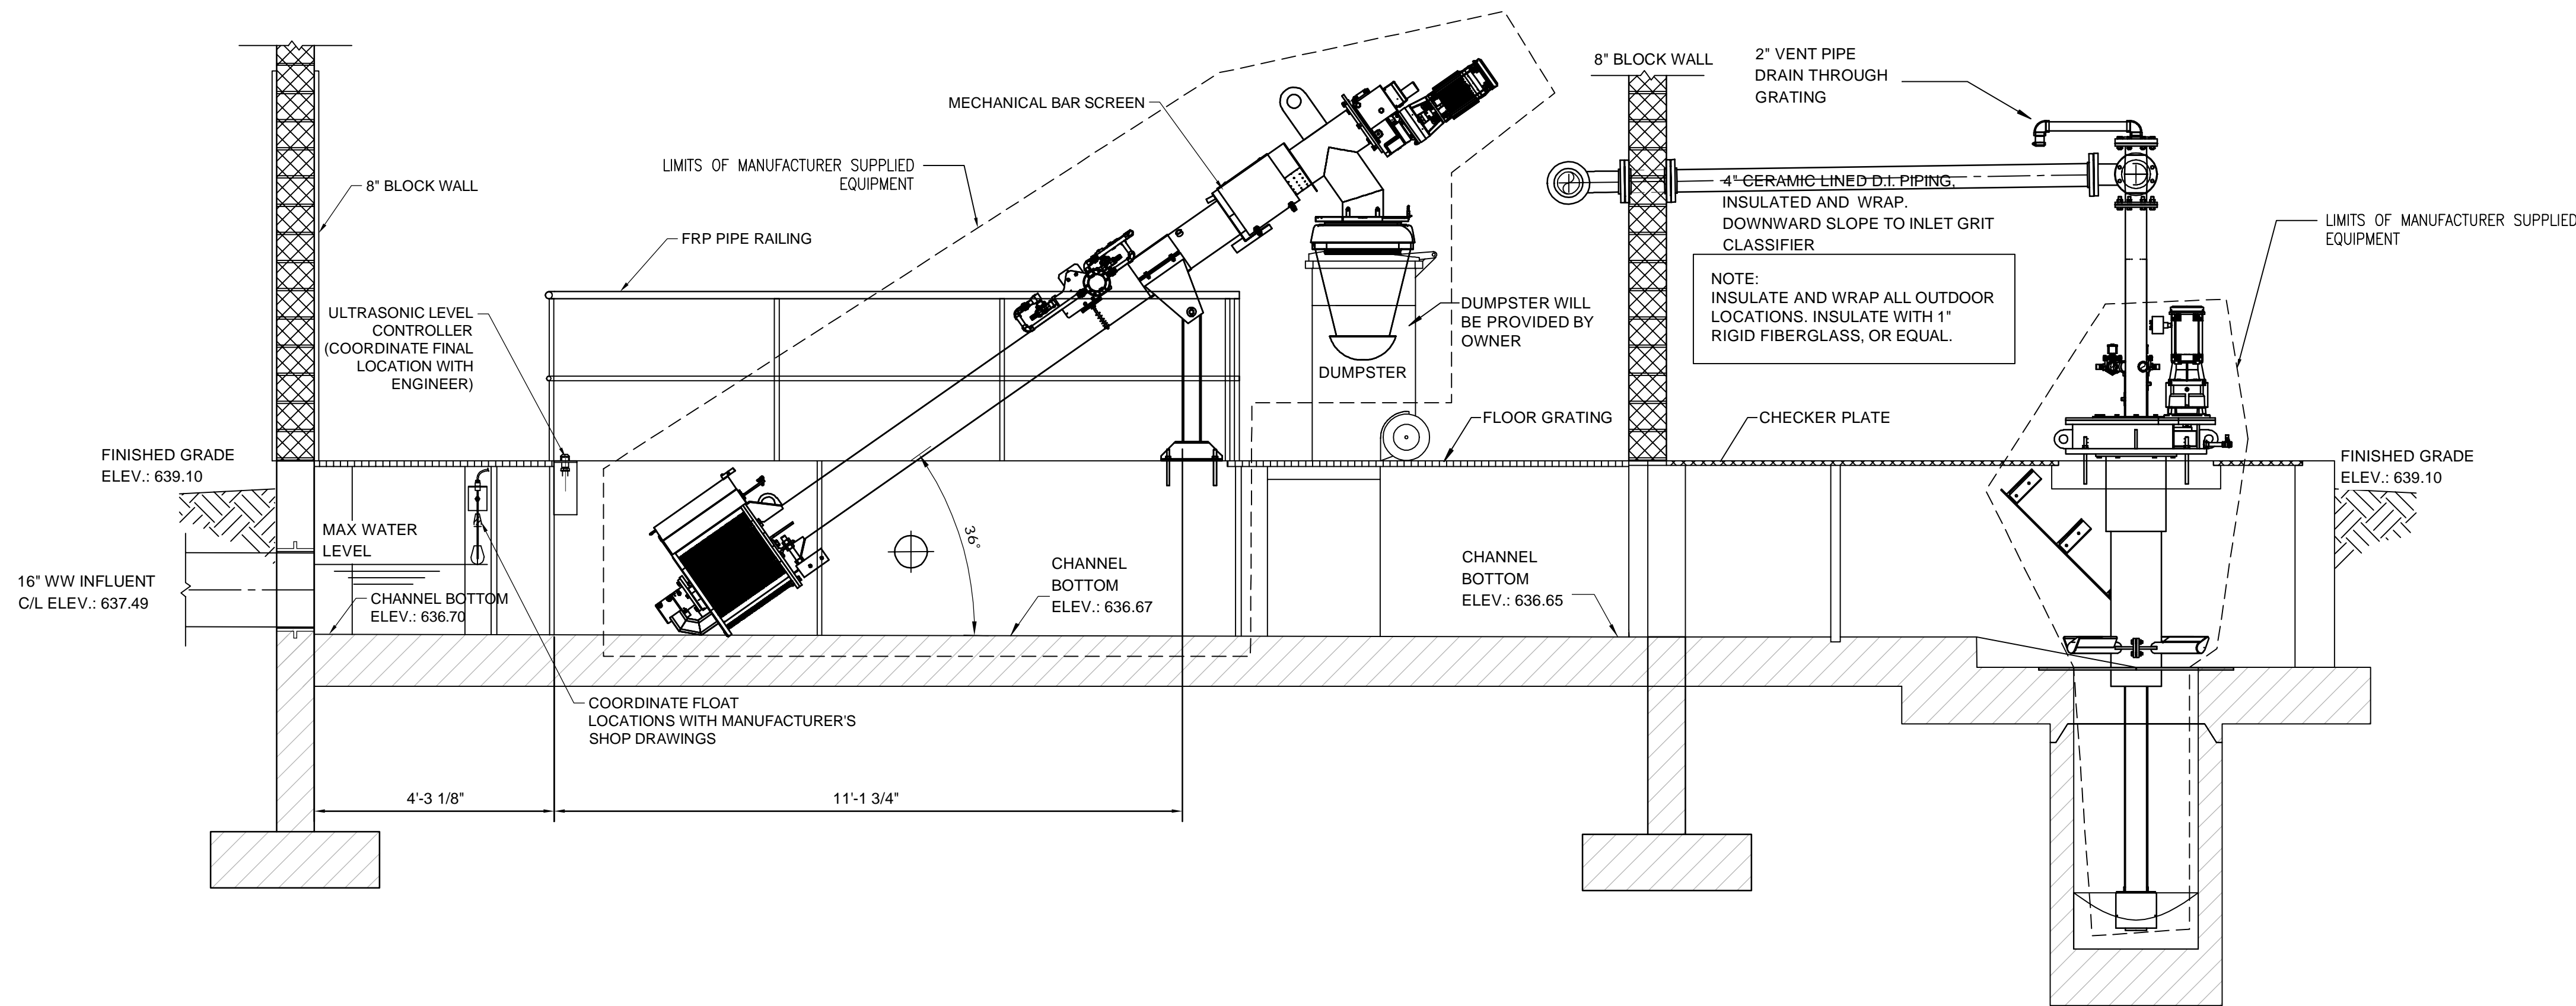 8" BLOCK WALL
2" VENT PIPE
DRAIN THROUGH
GRATING
MECHANICAL BAR SCREEN
LIMITS OF MANUFACTURER SUPPLIED
EQUIPMENT
8" BLOCK WALL
4" CERAMIC LINED D.I. PIPING,
INSULATED AND WRAP.
DOWNWARD SLOPE TO INLET GRIT
CLASSIFIER
LIMITS OF MANUFACTURER SUPPLIED
EQUIPMENT
FRP PIPE RAILING
NOTE:
INSULATE AND WRAP ALL OUTDOOR
LOCATIONS. INSULATE WITH 1"
RIGID FIBERGLASS, OR EQUAL.
ULTRASONIC LEVEL
CONTROLLER
(COORDINATE FINAL
LOCATION WITH
ENGINEER)
DUMPSTER WILL
BE PROVIDED BY
OWNER
DUMPSTER
FLOOR GRATING
CHECKER PLATE
FINISHED GRADE
ELEV.: 639.10
FINISHED GRADE
ELEV.: 639.10
MAX WATER
LEVEL
36°
16" WW INFLUENT
C/L ELEV.: 637.49
CHANNEL BOTTOM
ELEV.: 636.70
CHANNEL
BOTTOM
ELEV.: 636.67
CHANNEL
BOTTOM
ELEV.: 636.65
COORDINATE FLOAT
LOCATIONS WITH MANUFACTURER'S
SHOP DRAWINGS
4'-3 1/8"
11'-1 3/4"